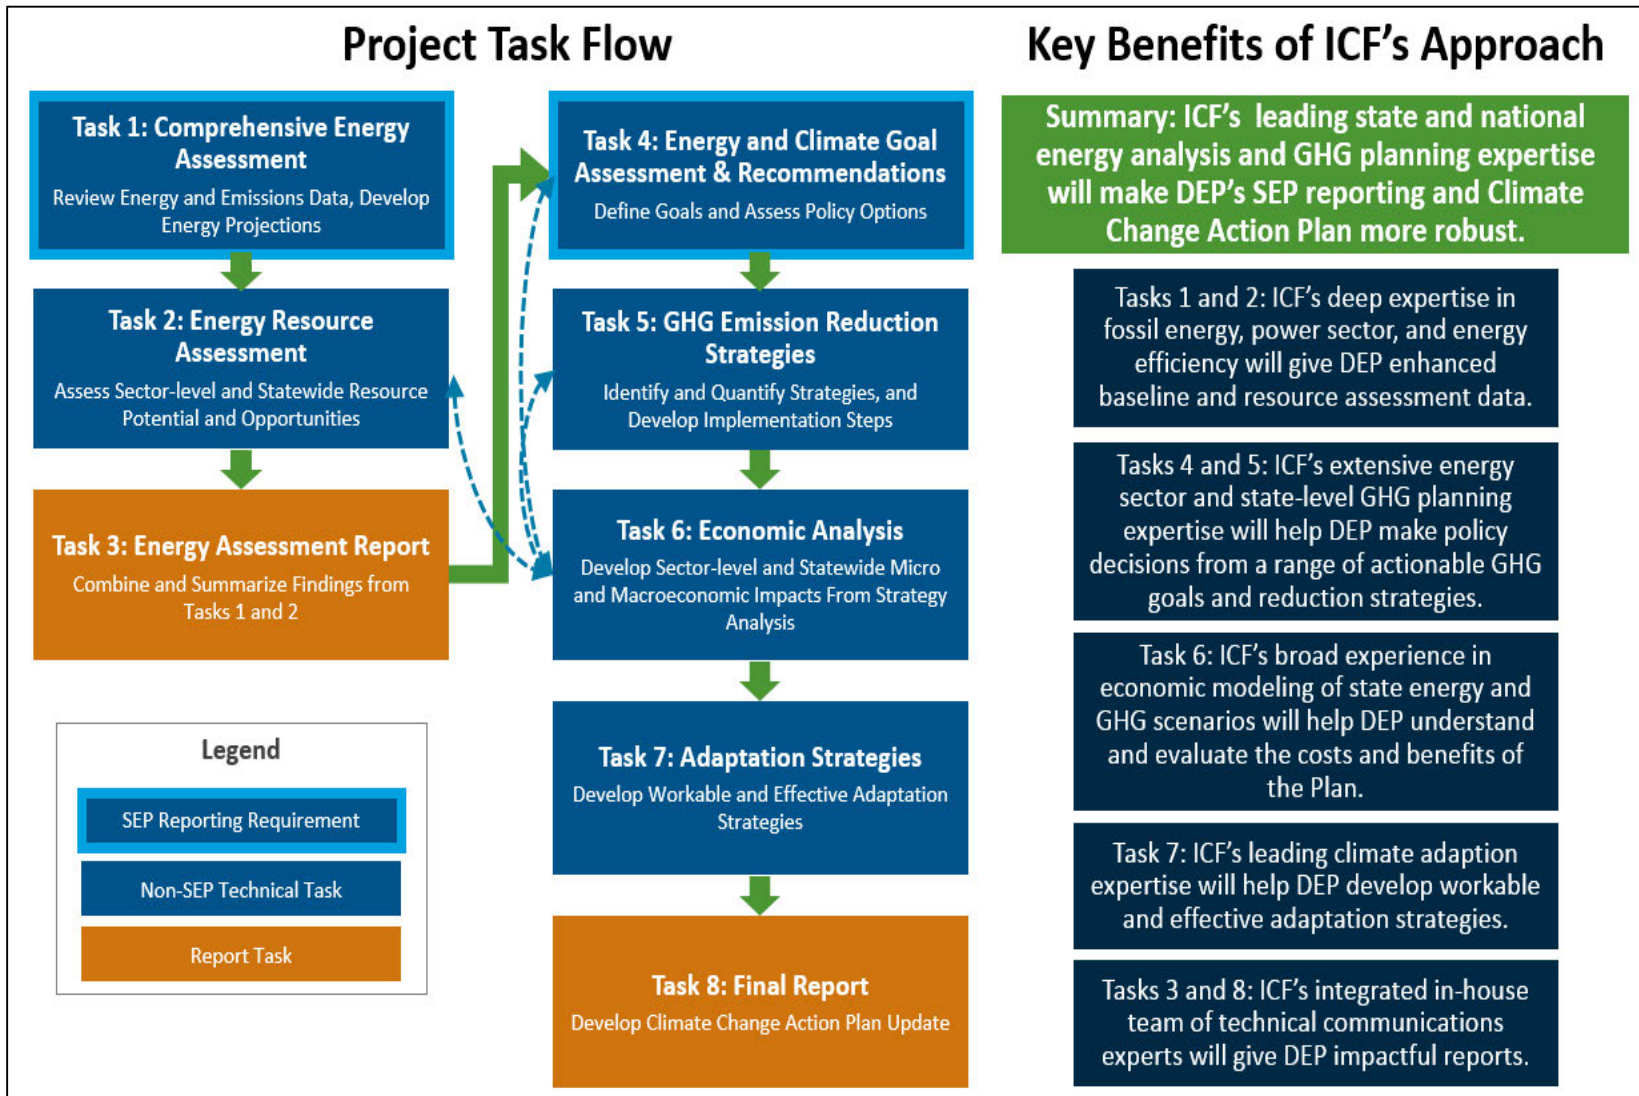 Project Task Flow
Task 1: Comprehensive Energy
Assessment
Review Energy and Emissions Data, Develop
Energy Projections
Task 2: Energy Resource
Assessment
Assess Sector-level and Statewide Resource
Potential and Opportunities
Task 3: Energy Assessment Report
Combine and Summarize Findings from
Tasks 1 and 2
Legend
SEP Reporting Requirement
Non-SEP Technical Task
Report Task
Task 4: Energy and Climate Goal
Assessment & Recommendations
Define Goals and Assess Policy Options
Task 5: GHG Emission Reduction
Strategies
Identify and Quantify Strategies, and
Develop Implementation Steps
Task 6: Economic Analysis
Develop Sector-level and Statewide Micro
and Macroeconomic Impacts From Strategy
Analysis
Task 7: Adaptation Strategies
Develop Workable and Effective Adaptation
Strategies
Task 8: Final Report
Develop Climate Change Action Plan Update
Key Benefits of ICF’s Approach
Summary: ICF’s leading state and national
energy analysis and GHG planning expertise
will make DEP’s SEP reporting and Climate
Change Action Plan more robust.
Tasks 1 and 2: ICF’s deep expertise in
fossil energy, power sector, and energy
efficiency will give DEP enhanced
baseline and resource assessment data.
Tasks 4 and 5: ICF’s extensive energy
sector and state-level GHG planning
expertise will help DEP make policy
decisions from a range of actionable GHG
goals and reduction strategies.
Task 6: ICF’s broad experience in
economic modeling of state energy and
GHG scenarios will help DEP understand
and evaluate the costs and benefits of
the Plan.
Task 7: ICF’s leading climate adaption
expertise will help DEP develop workable
and effective adaptation strategies.
Tasks 3 and 8: ICF’s integrated in-house
team of technical communications
experts will give DEP impactful reports.